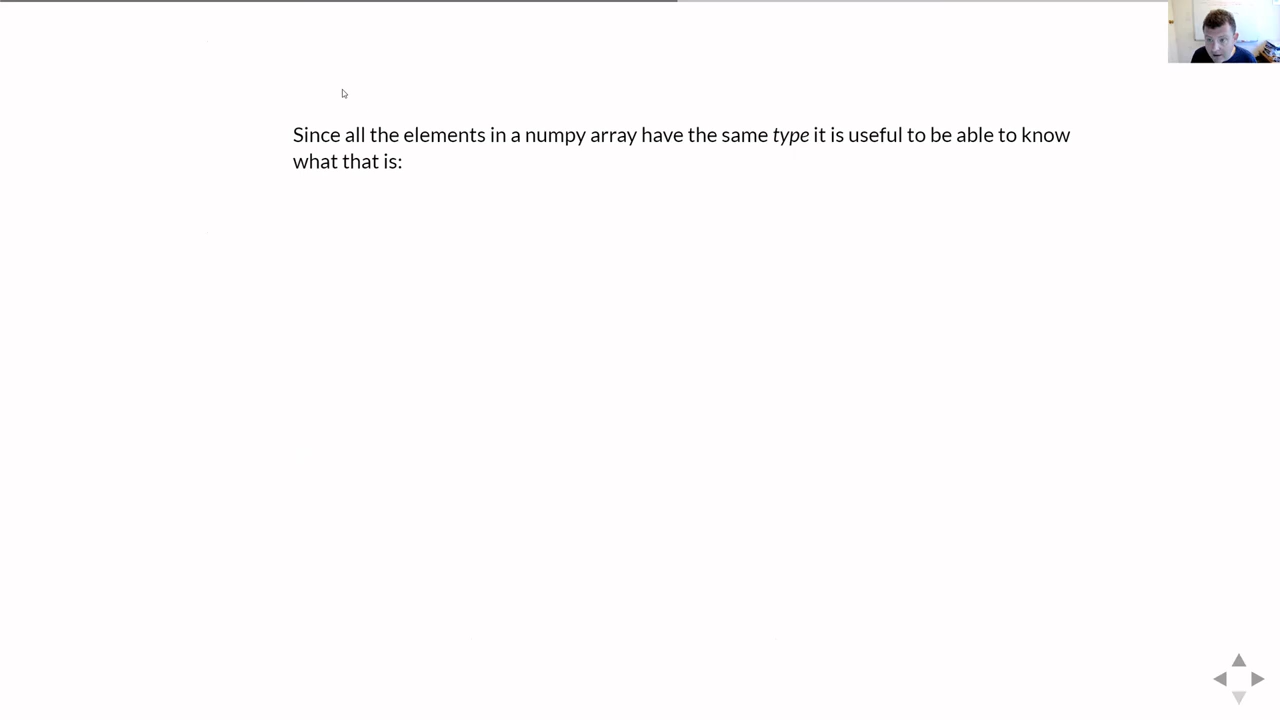 Since all the elements in a numpy array have the same type it is useful to be able to know
what that is: